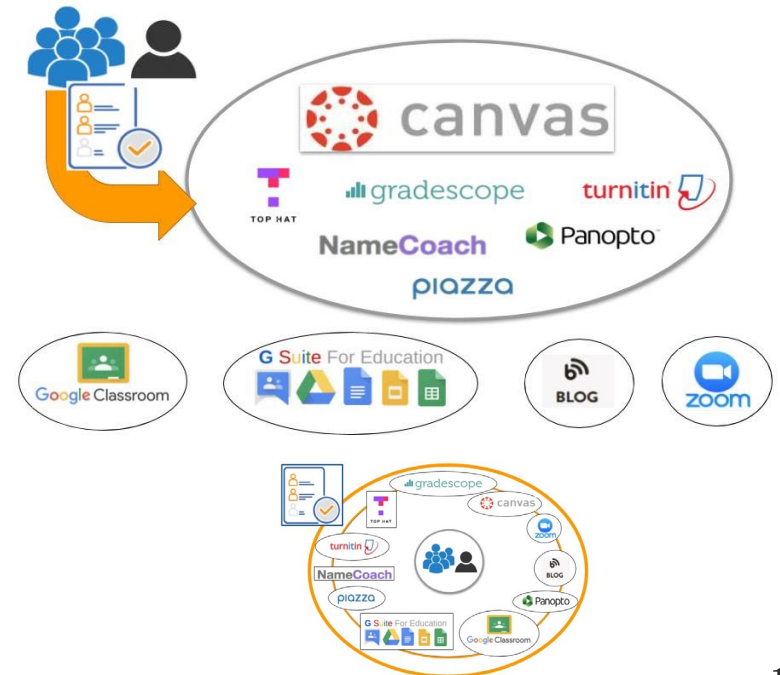 canvas
TOP HAT
gradescope
turnitin
NameCoach
Panopto
piazza
Google Classroom
G Suite For Education
BLOG
zoom
gradescope
canvas
TOP HAT
zoom
turnitin
BLOG
NameCoach
piazza
Panopto
G Suite For Education
Google Classroom
1